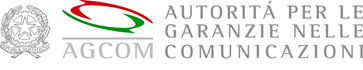 AGCOM
AUTORITÁ PER LE
GARANZIE NELLE
COMUNICAZIONI